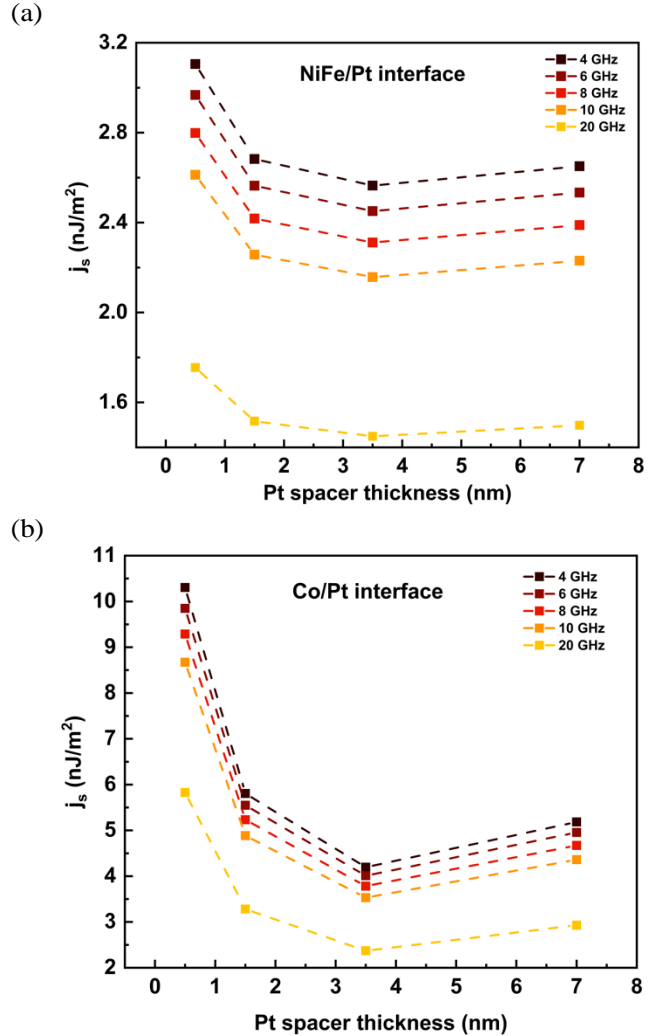 (a)
3.2
2.8
2.4
2.0
1.6
j_s (nJ/m²)
NiFe/Pt interface
4 GHz
6 GHz
8 GHz
10 GHz
20 GHz
0 1 2 3 4 5 6 7 8
Pt spacer thickness (nm)
(b)
11
10
9
8
7
6
5
4
3
2
j_s (nJ/m²)
Co/Pt interface
4 GHz
6 GHz
8 GHz
10 GHz
20 GHz
0 1 2 3 4 5 6 7 8
Pt spacer thickness (nm)